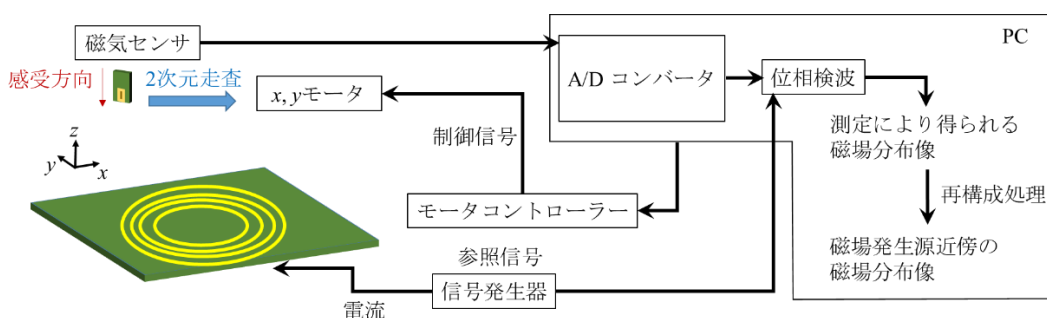 磁気センサ
PC
感受方向
2次元走査
x, yモータ
A/D コンバータ
位相検波
制御信号
測定により得られる
磁場分布像
z
y
x
再構成処理
モータコントローラー
磁場発生源近傍の
磁場分布像
参照信号
信号発生器
電流